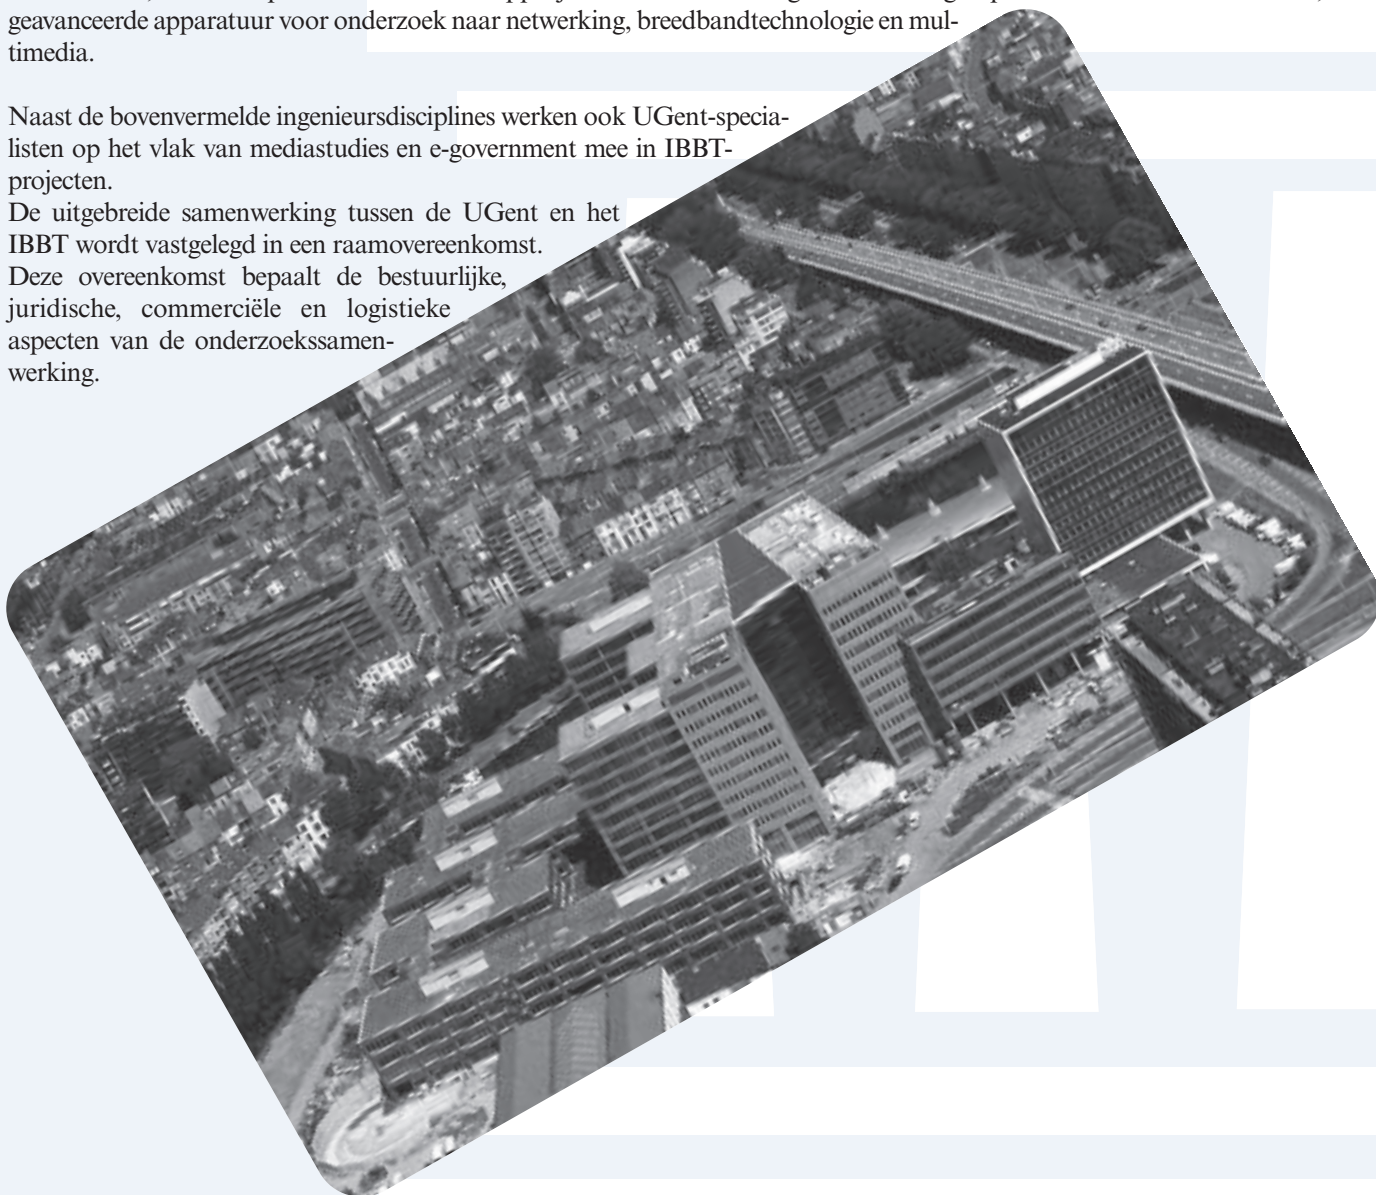 geavanceerde apparatuur voor onderzoek naar netwerking, breedbandtechnologie en mul-
timedia.
Naast de bovenvermelde ingenieursdisciplines werken ook UGent-specia-
listen op het vlak van mediastudies en e-government mee in IBBT-
projecten.
De uitgebreide samenwerking tussen de UGent en het
IBBT wordt vastgelegd in een raamovereenkomst.
Deze overeenkomst bepaalt de bestuurlijke,
juridische, commerciële en logistieke
aspecten van de onderzoekssamen-
werking.